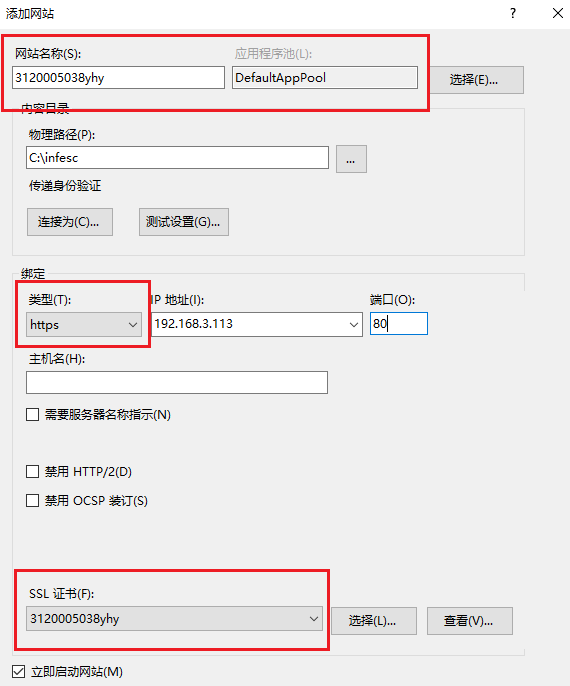 添加网站
?
网站名称(S):
应用程序池(L):
3120005038yhy
DefaultAppPool
选择(E)...
内容目录
物理路径(P):
C:\infesc
...
传递身份验证
连接为(C)...
测试设置(G)...
绑定
类型(T):
IP 地址(I):
端口(O):
https
192.168.3.113
80
主机名(H):
需要服务器名称指示(N)
禁用 HTTP/2(D)
禁用 OCSP 装订(S)
SSL 证书(F):
3120005038yhy
选择(L)...
查看(V)...
立即启动网站(M)